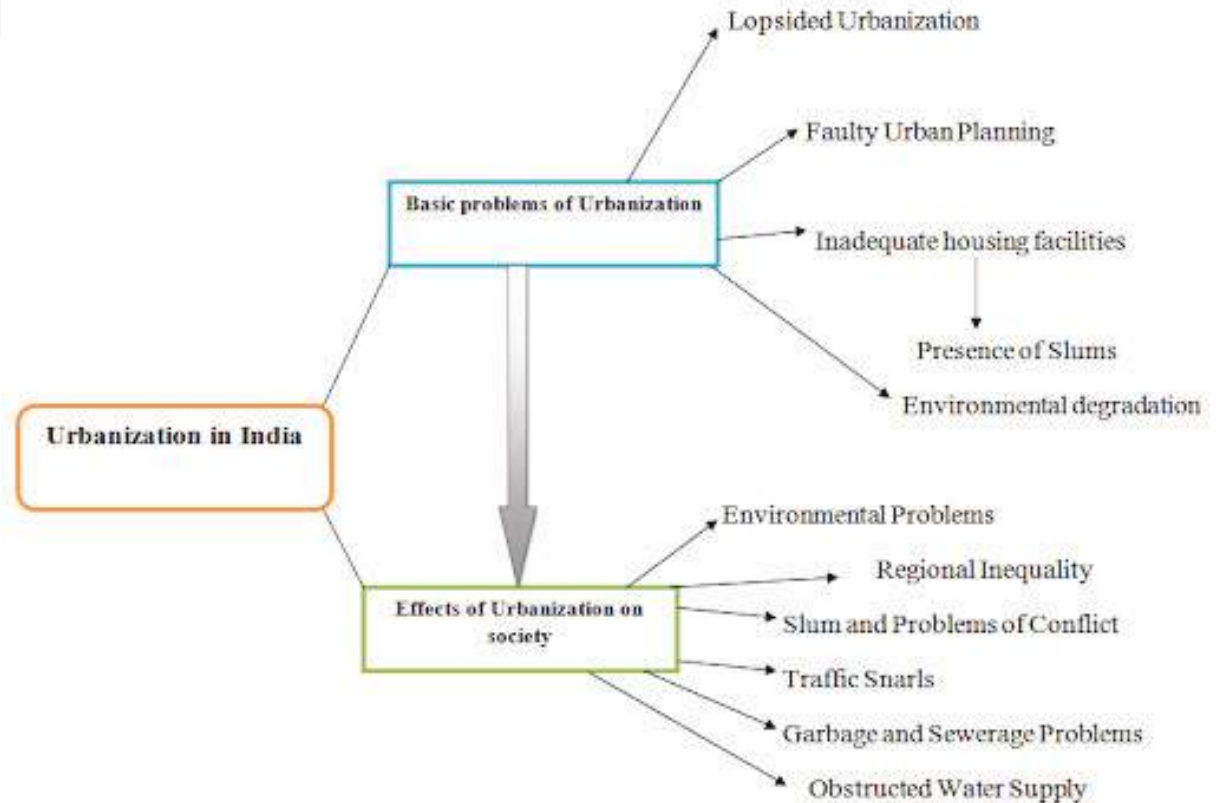 Lopsided Urbanization
Faulty Urban Planning
Basic problems of Urbanization
Inadequate housing facilities
Presence of Slums
Environmental degradation
Urbanization in India
Environmental Problems
Regional Inequality
Effects of Urbanization on
society
Slum and Problems of Conflict
Traffic Snarls
Garbage and Sewerage Problems
Obstructed Water Supply